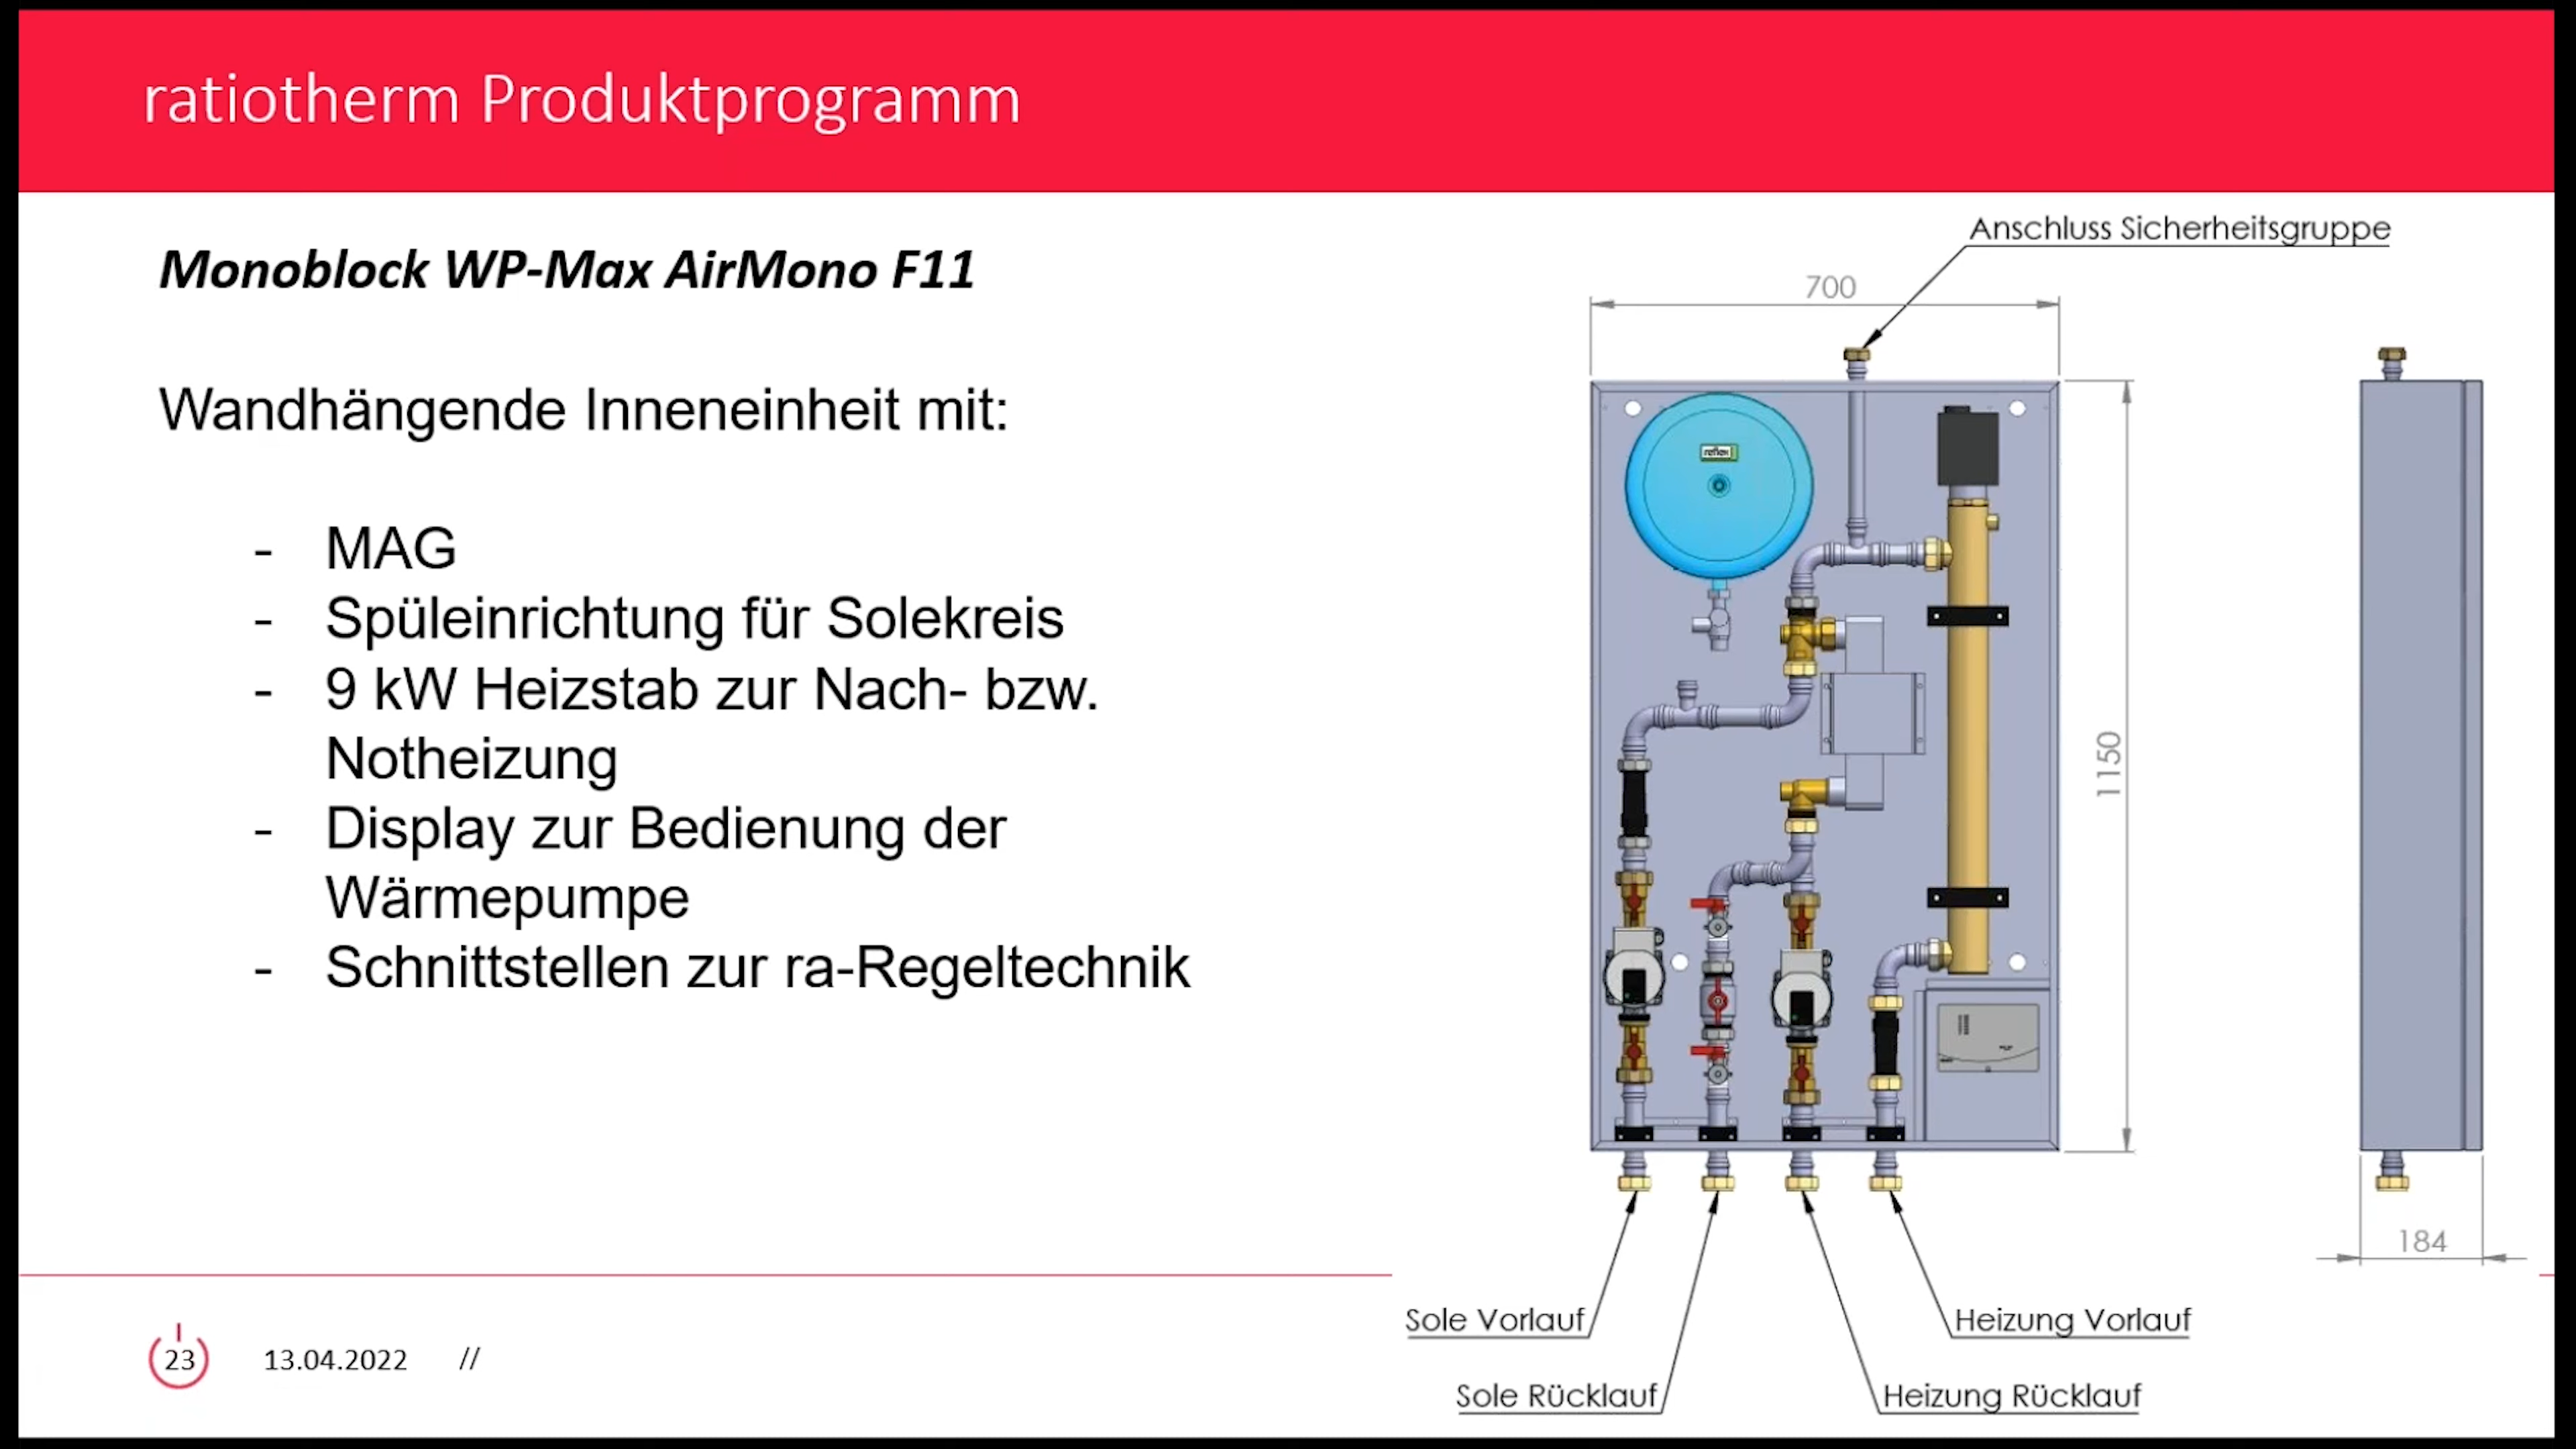 ratiotherm Produktprogramm
Monoblock WP-Max AirMono F11
Wandhängende Inneneinheit mit:
- MAG
- Spüleinrichtung für Solekreis
- 9 kW Heizstab zur Nach- bzw.
Notheizung
- Display zur Bedienung der
Wärmepumpe
- Schnittstellen zur ra-Regeltechnik
Anschluss Sicherheitsgruppe
700
reflex
1150
184
Sole Vorlauf
Heizung Vorlauf
Sole Rücklauf
Heizung Rücklauf
23 13.04.2022 //